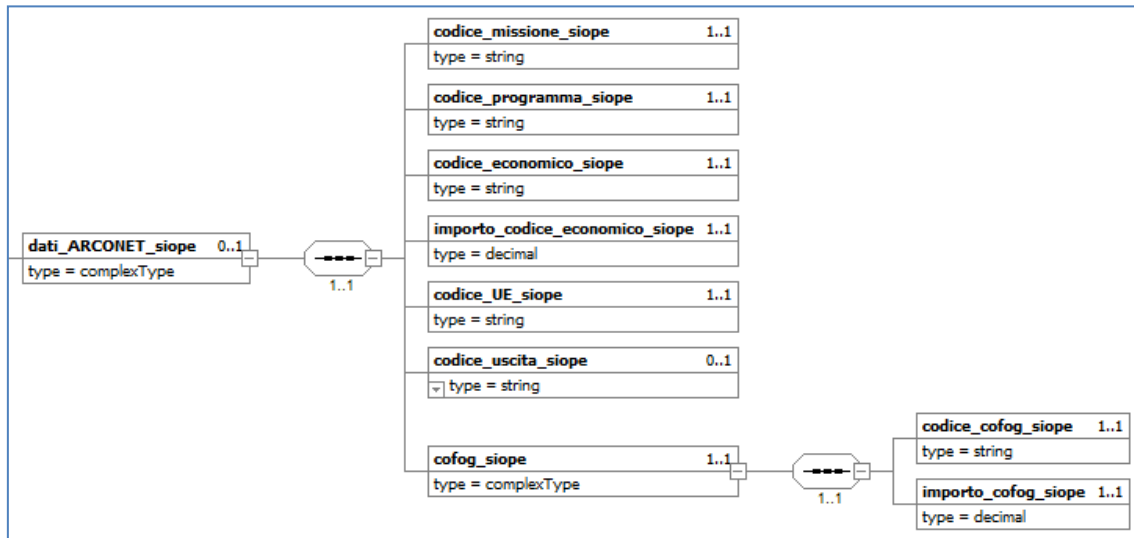 codice_missione_siope 1..1
type = string
codice_programma_siope 1..1
type = string
codice_economico_siope 1..1
type = string
dati_ARCONET_siope 0..1
type = complexType
1..1
importo_codice_economico_siope 1..1
type = decimal
codice_UE_siope 1..1
type = string
codice_uscita_siope 0..1
type = string
cofog_siope 1..1
type = complexType
1..1
codice_cofog_siope 1..1
type = string
importo_cofog_siope 1..1
type = decimal